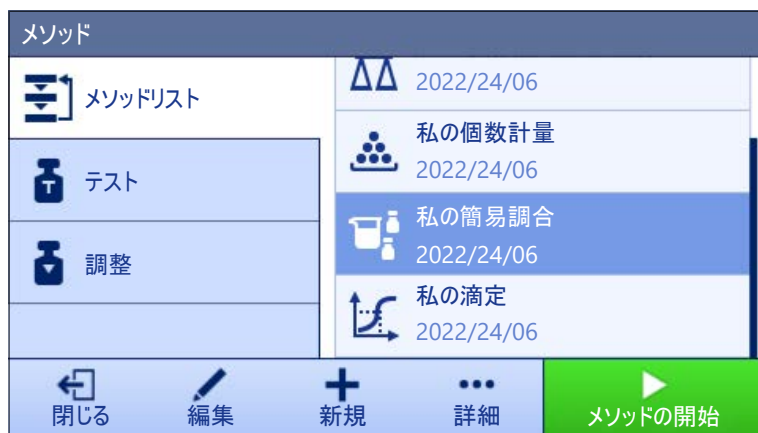 メソッド
メソッドリスト
テスト
調整
2022/24/06
私の個数計量
2022/24/06
私の簡易調合
2022/24/06
私の滴定
2022/24/06
閉じる
編集
新規
詳細
メソッドの開始